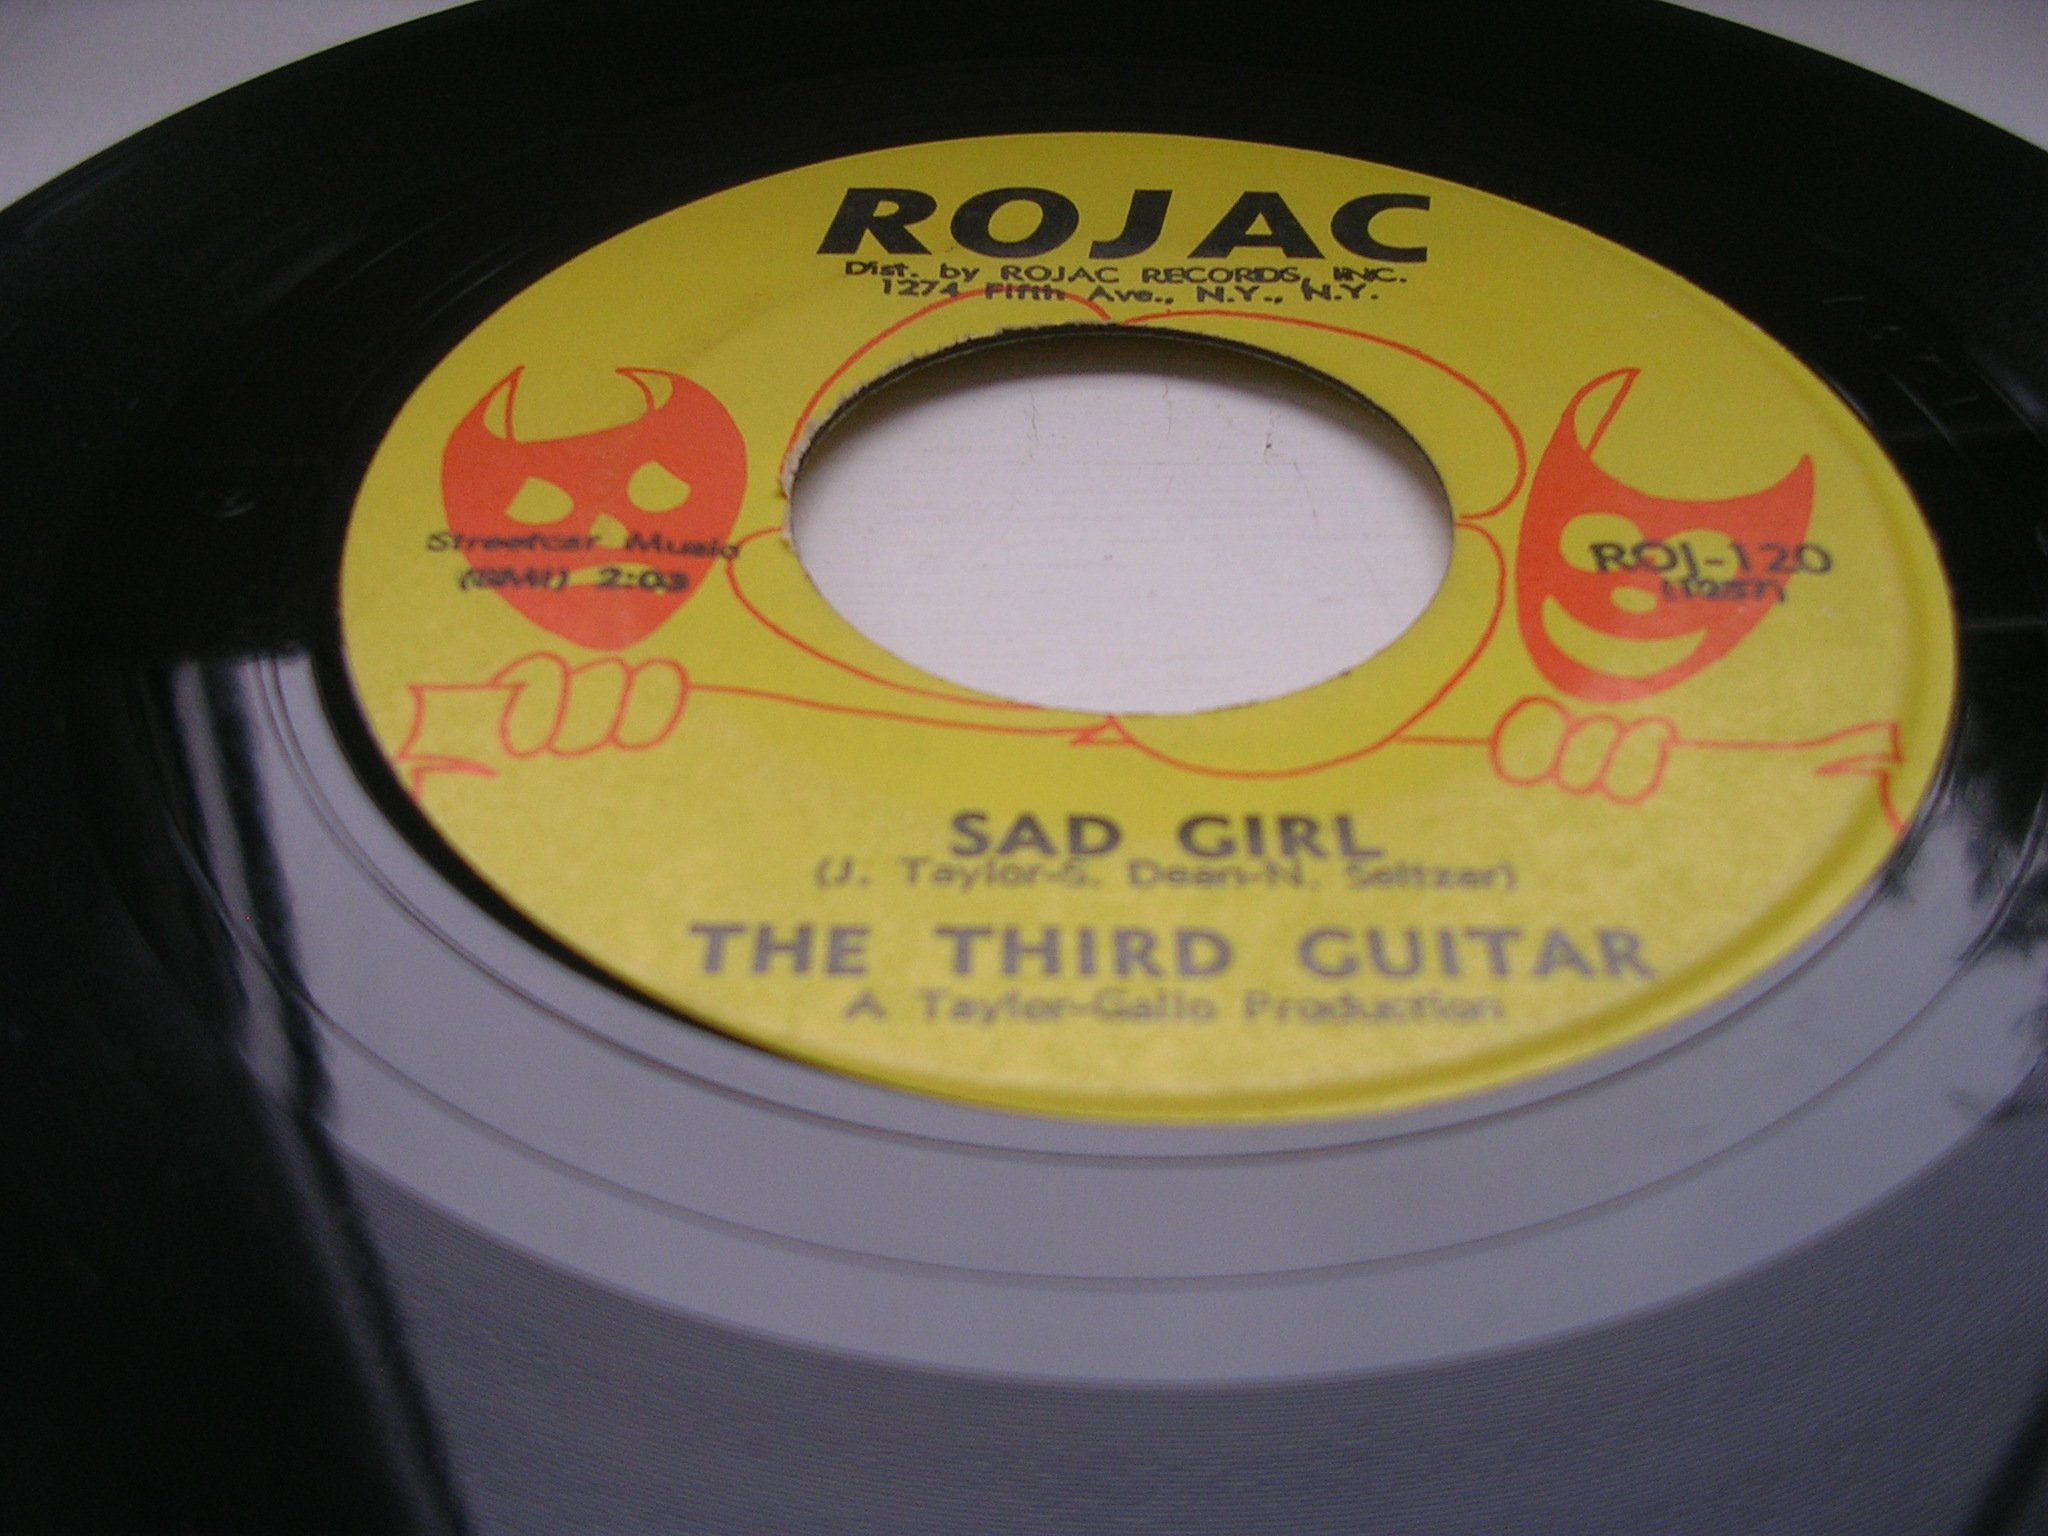 ROJAC
Dist. by ROJAC RECORDS, INC.
1274 Fifth Ave., N.Y., N.Y.
Streetcar Music
(BMI) 2:03
ROJ-120
(1257)
SAD GIRL
(J. Taylor-S. Dean-N. Seltzer)
THE THIRD GUITAR
A Taylor-Gallo Production